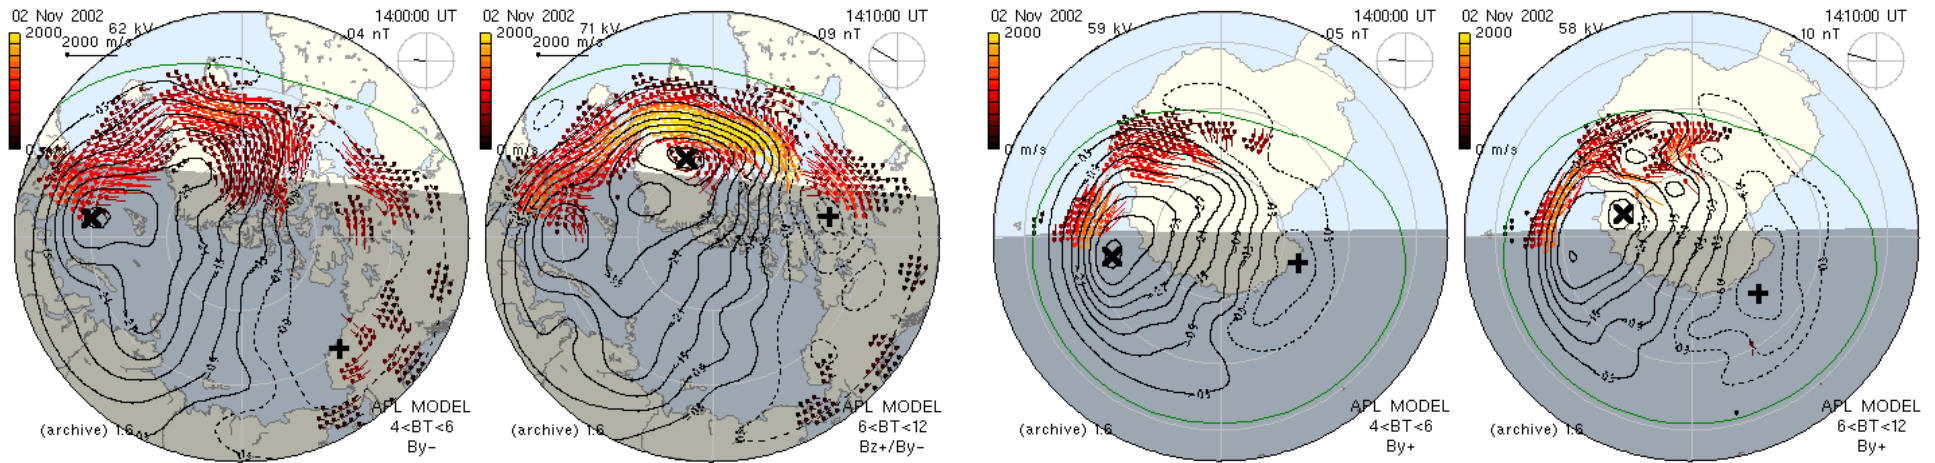 02 Nov 2002
14:00:00 UT
62 kV
04 nT
2000
2000 m/s
0 m/s
APL MODEL
4<BT<6
By-
(archive) 1.6
02 Nov 2002
14:10:00 UT
71 kV
09 nT
2000
2000 m/s
0 m/s
APL MODEL
6<BT<12
Bz+/By-
(archive) 1.6
02 Nov 2002
14:00:00 UT
59 kV
05 nT
2000
0 m/s
APL MODEL
4<BT<6
By+
(archive) 1.6
02 Nov 2002
14:10:00 UT
58 kV
10 nT
2000
0 m/s
APL MODEL
6<BT<12
By+
(archive) 1.6